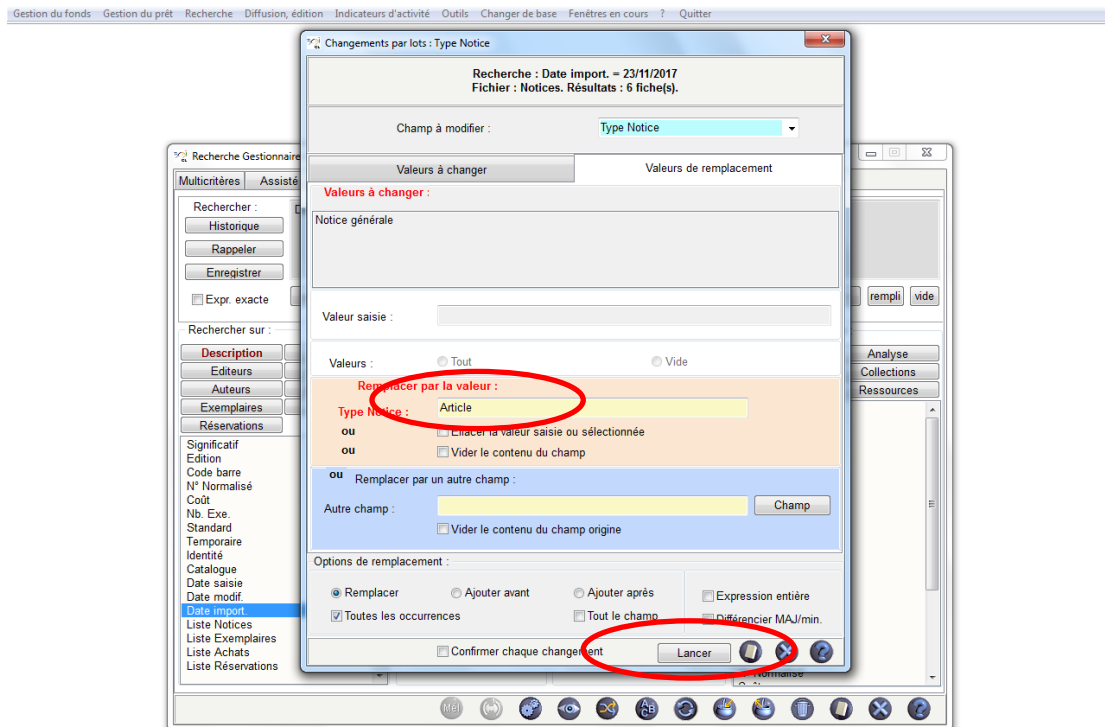 Gestion du fonds Gestion du prêt Recherche Diffusion, édition Indicateurs d'activité Outils Changer de base Fenêtres en cours ? Quitter
Changements par lots : Type Notice
Recherche : Date import. = 23/11/2017
Fichier : Notices. Résultats : 6 fiche(s).
Champ à modifier : Type Notice
Valeurs à changer Valeurs de remplacement
Valeurs à changer :
Notice générale
Valeur saisie :
Valeurs : Tout Vide
Remplacer par la valeur :
Type Notice : Article
ou Effacer la valeur saisie ou sélectionnée
ou Vider le contenu du champ
ou Remplacer par un autre champ :
Autre champ : Champ
Vider le contenu du champ origine
Options de remplacement :
Remplacer Ajouter avant Ajouter après Expression entière
Toutes les occurrences Tout le champ Différencier MAJ/min.
Confirmer chaque changement Lancer
Recherche Gestionnaire
Multicritères Assisté
Rechercher :
Historique
Rappeler
Enregistrer
Expr. exacte rempli vide
Rechercher sur :
Description Analyse
Editeurs Collections
Auteurs Ressources
Exemplaires
Réservations
Significatif
Edition
Code barre
N° Normalisé
Coût
Nb. Exe.
Standard
Temporaire
Identité
Catalogue
Date saisie
Date modif.
Date import.
Liste Notices
Liste Exemplaires
Liste Achats
Liste Réservations
Normalisé
Mél